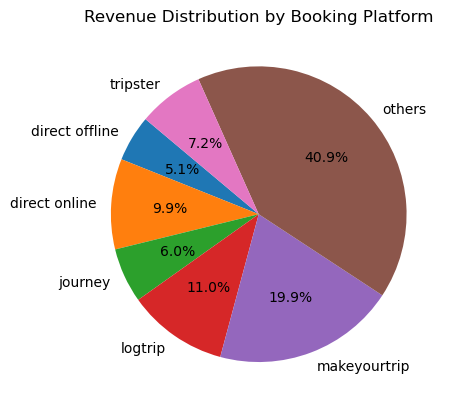 Revenue Distribution by Booking Platform
tripster
others
direct offline
7.2%
40.9%
5.1%
direct online
9.9%
6.0%
journey
11.0%
19.9%
logtrip
makeyourtrip